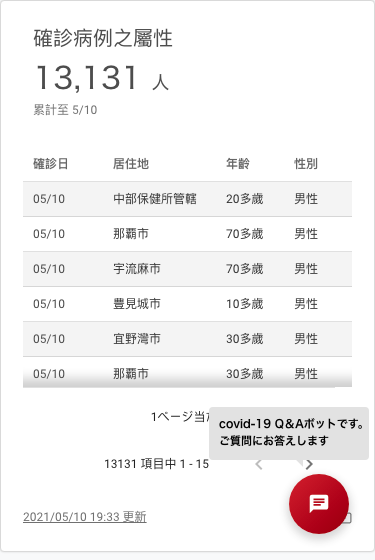 確診病例之屬性
13,131 人
累計至 5/10
確診日 居住地 年齡 性別
05/10 中部保健所管轄 20多歲 男性
05/10 那覇市 70多歲 男性
05/10 宇流麻市 70多歲 男性
05/10 豊見城市 10多歲 男性
05/10 宜野灣市 30多歲 男性
05/10 那覇市 30多歲 男性
1ページ当
covid-19 Q&Aボットです。
ご質問にお答えします
13131 項目中 1 - 15
2021/05/10 19:33 更新